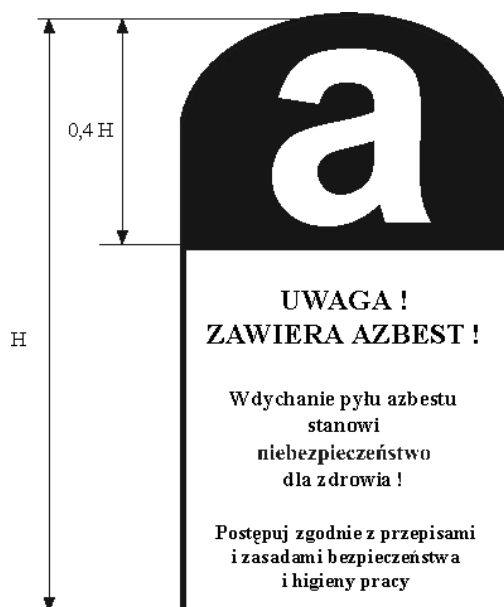 a
0,4 H
H
UWAGA !
ZAWIERA AZBEST !
Wdychanie pyłu azbestu
stanowi
niebezpieczeństwo
dla zdrowia !
Postępuj zgodnie z przepisami
i zasadami bezpieczeństwa
i higieny pracy